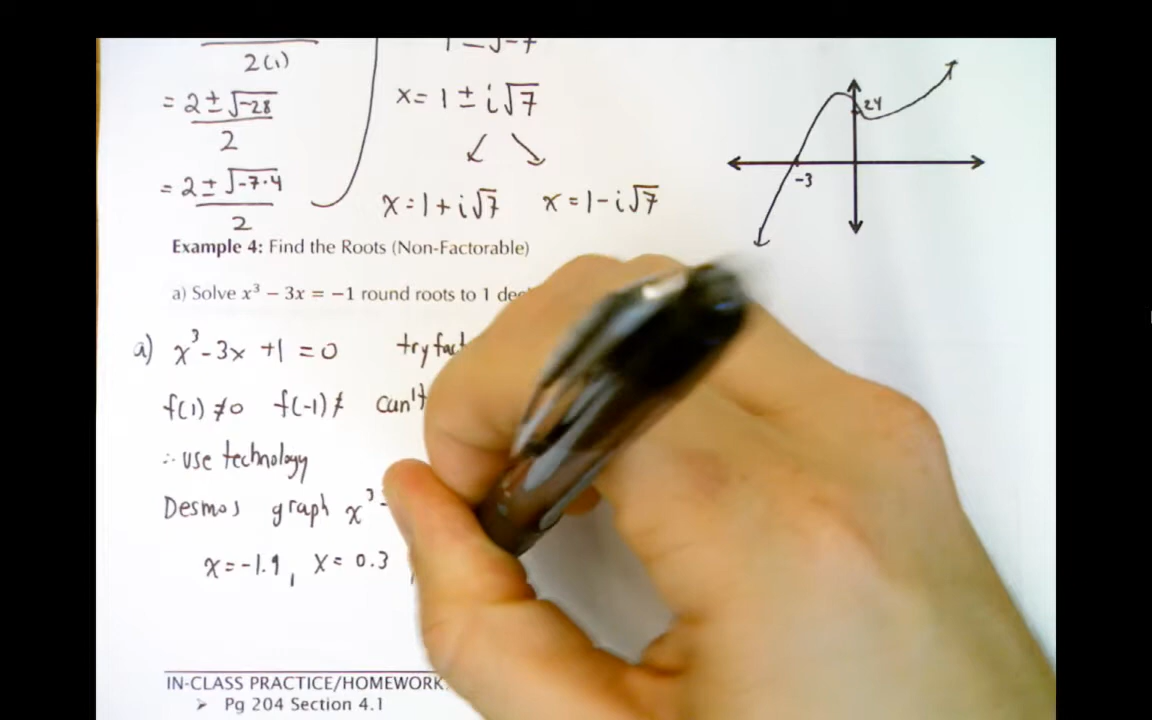 2(1)
= 2 ± √-28
2
= 2 ± √-7·4
2
x = 1 ± i√7
x = 1 + i√7 x = 1 - i√7
24
-3
Example 4: Find the Roots (Non-Factorable)
a) Solve x³ − 3x = −1 round roots to 1
a) x³ - 3x + 1 = 0 try
f(1) ≠ 0 f(-1) ≠ can't
∴ use technology
Desmos graph x³ -
x = -1.9, x = 0.3
IN-CLASS PRACTICE/HOMEWORK
➢ Pg 204 Section 4.1